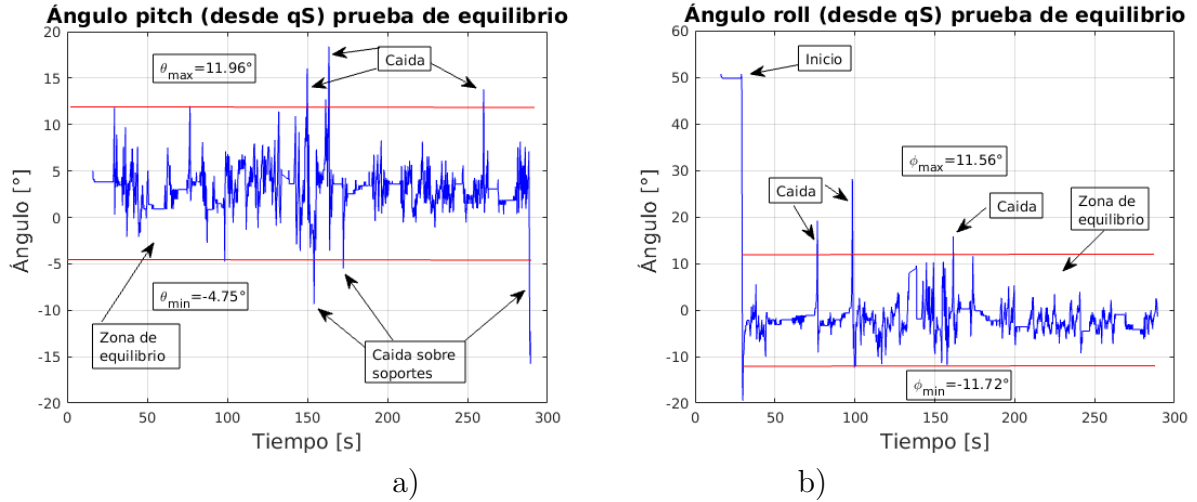 Ángulo pitch (desde qS) prueba de equilibrio
20
15
10
5
0
-5
-10
-15
-20
0
50
100
150
200
250
300
Ángulo [°]
Tiempo [s]
θmax=11.96°
Caida
θmin=-4.75°
Zona de
equilibrio
Caida sobre
soportes
a)
Ángulo roll (desde qS) prueba de equilibrio
60
50
40
30
20
10
0
-10
-20
0
50
100
150
200
250
300
Ángulo [°]
Tiempo [s]
Inicio
ϕmax=11.56°
Caida
Caida
Zona de
equilibrio
ϕmin=-11.72°
b)